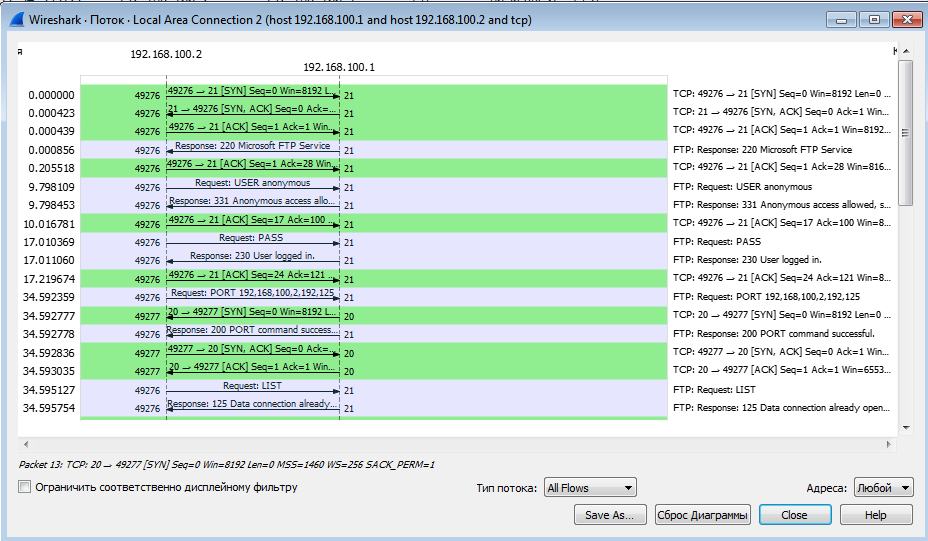 Wireshark · Поток · Local Area Connection 2 (host 192.168.100.1 and host 192.168.100.2 and tcp)
192.168.100.2
192.168.100.1
0.000000 49276 49276 → 21 [SYN] Seq=0 Win=8192 L... 21 TCP: 49276 → 21 [SYN] Seq=0 Win=8192 Len=0 ...
0.000423 49276 21 → 49276 [SYN, ACK] Seq=0 Ack=... 21 TCP: 21 → 49276 [SYN, ACK] Seq=0 Ack=1 Win...
0.000439 49276 49276 → 21 [ACK] Seq=1 Ack=1 Win... 21 TCP: 49276 → 21 [ACK] Seq=1 Ack=1 Win=8192...
0.000856 49276 Response: 220 Microsoft FTP Service 21 FTP: Response: 220 Microsoft FTP Service
0.205518 49276 49276 → 21 [ACK] Seq=1 Ack=28 Win... 21 TCP: 49276 → 21 [ACK] Seq=1 Ack=28 Win=816...
9.798109 49276 Request: USER anonymous 21 FTP: Request: USER anonymous
9.798453 49276 Response: 331 Anonymous access allo... 21 FTP: Response: 331 Anonymous access allowed, s...
10.016781 49276 49276 → 21 [ACK] Seq=17 Ack=100 ... 21 TCP: 49276 → 21 [ACK] Seq=17 Ack=100 Win=8...
17.010369 49276 Request: PASS 21 FTP: Request: PASS
17.011060 49276 Response: 230 User logged in. 21 FTP: Response: 230 User logged in.
17.219674 49276 49276 → 21 [ACK] Seq=24 Ack=121 ... 21 TCP: 49276 → 21 [ACK] Seq=24 Ack=121 Win=8...
34.592359 49276 Request: PORT 192,168,100,2,192,125 21 FTP: Request: PORT 192,168,100,2,192,125
34.592777 49277 20 → 49277 [SYN] Seq=0 Win=8192 L... 20 TCP: 20 → 49277 [SYN] Seq=0 Win=8192 Len=0 ...
34.592778 49276 Response: 200 PORT command success... 21 FTP: Response: 200 PORT command successful.
34.592836 49277 49277 → 20 [SYN, ACK] Seq=0 Ack=... 20 TCP: 49277 → 20 [SYN, ACK] Seq=0 Ack=1 Win...
34.593035 49277 20 → 49277 [ACK] Seq=1 Ack=1 Win... 20 TCP: 20 → 49277 [ACK] Seq=1 Ack=1 Win=6553...
34.595127 49276 Request: LIST 21 FTP: Request: LIST
34.595754 49276 Response: 125 Data connection already... 21 FTP: Response: 125 Data connection already open...
Packet 13: TCP: 20 → 49277 [SYN] Seq=0 Win=8192 Len=0 MSS=1460 WS=256 SACK_PERM=1
Ограничить соответственно дисплейному фильтру
Тип потока: All Flows
Адреса: Любой
Save As... Сброс Диаграммы Close Help